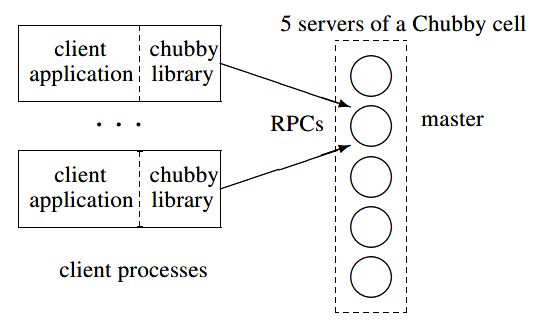 5 servers of a Chubby cell
client application
chubby library
. . .
RPCs
master
client application
chubby library
client processes